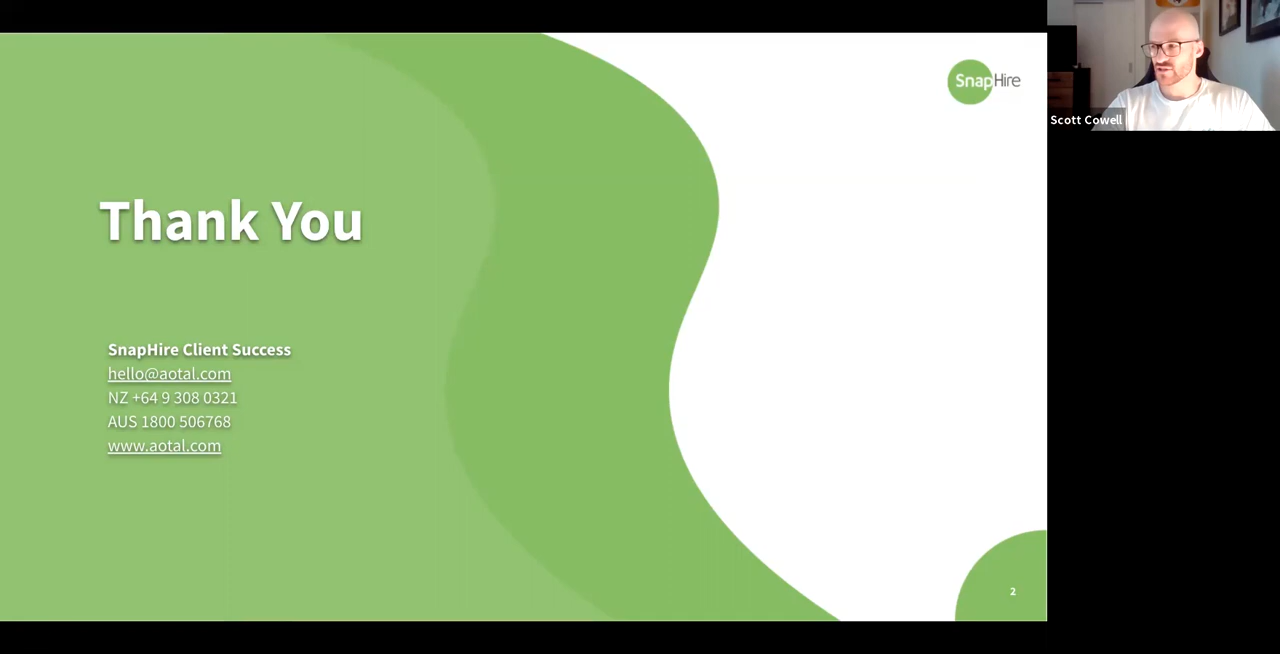 SnapHire
Scott Cowell
Thank You
SnapHire Client Success
hello@aotal.com
NZ +64 9 308 0321
AUS 1800 506768
www.aotal.com
2